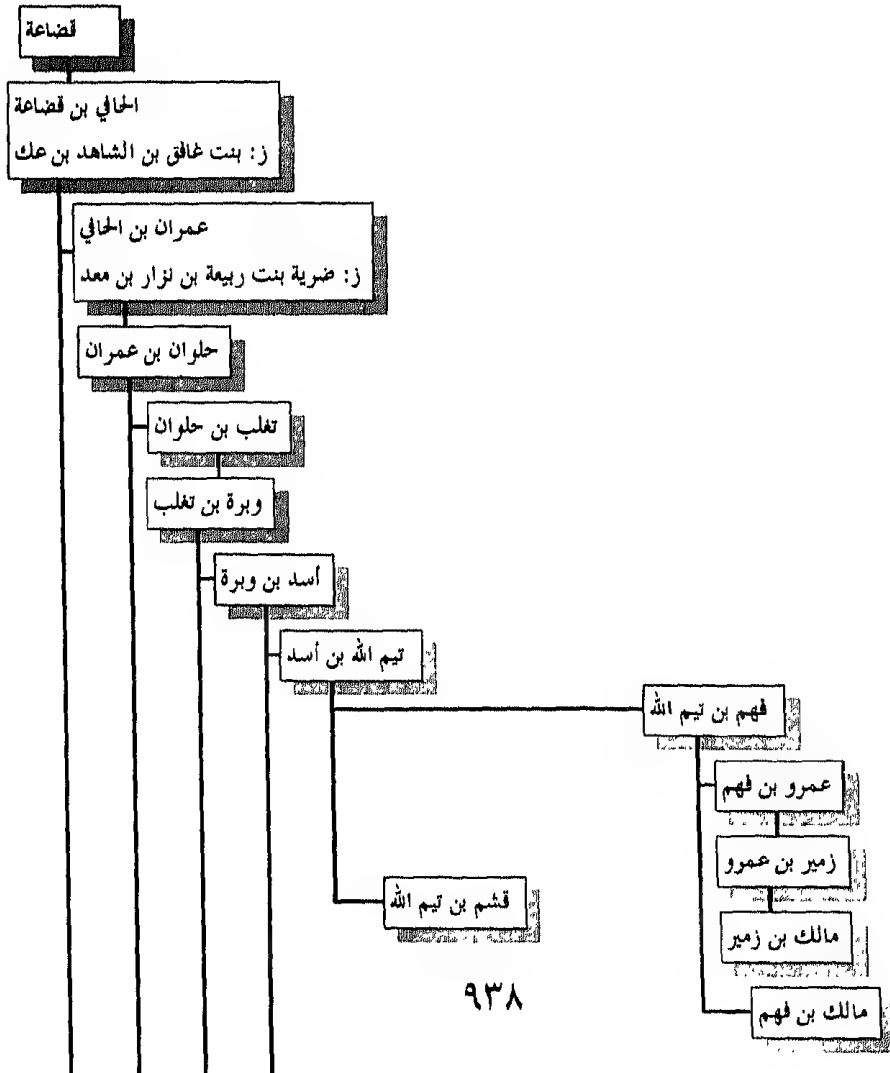 قضاعة
الحافي بن قضاعة
ز: بنت غافق بن الشاهد بن عك
عمران بن الحافي
ز: ضرية بنت ربيعة بن نزار بن معد
حلوان بن عمران
تغلب بن حلوان
وبرة بن تغلب
أسد بن وبرة
تيم الله بن أسد
فهم بن تيم الله
عمرو بن فهم
زمير بن عمرو
قشم بن تيم الله
مالك بن زمير
مالك بن فهم
٩٣٨